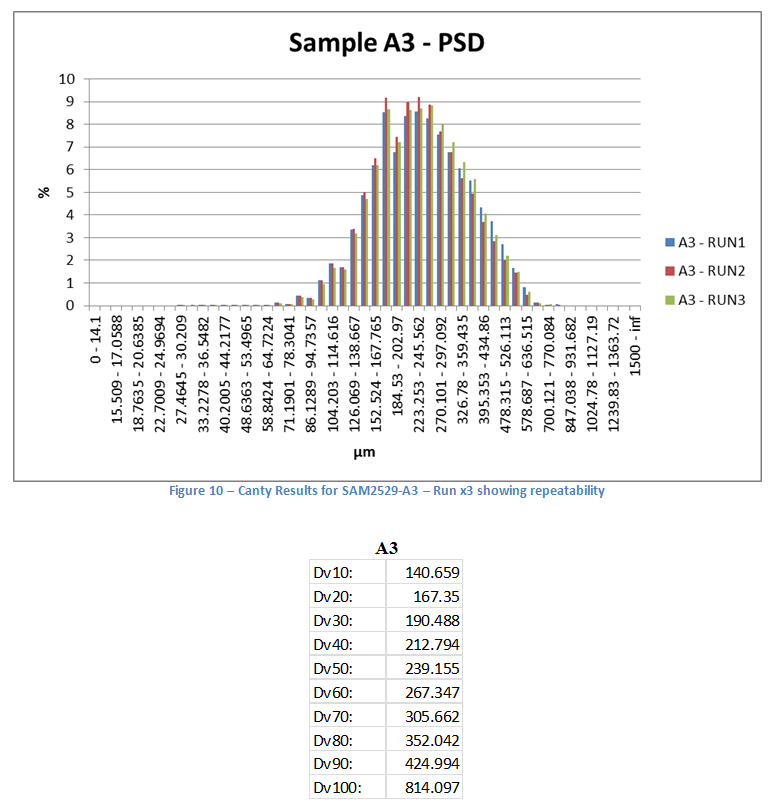 Sample A3 - PSD
10
9
8
7
6
5
4
3
2
1
0
%
0 - 14.1
15.509 - 17.0588
18.7635 - 20.6385
22.7009 - 24.9694
27.4645 - 30.209
33.2278 - 36.5482
40.2005 - 44.2177
48.6363 - 53.4965
58.8424 - 64.7224
71.1901 - 78.3041
86.1289 - 94.7357
104.203 - 114.616
126.069 - 138.667
152.524 - 167.765
184.53 - 202.97
223.253 - 245.562
270.101 - 297.092
326.78 - 359.435
395.353 - 434.86
478.315 - 526.113
578.687 - 636.515
700.121 - 770.084
847.038 - 931.682
1024.78 - 1127.19
1239.83 - 1363.72
1500 - inf
µm
A3 - RUN1
A3 - RUN2
A3 - RUN3
Figure 10 – Canty Results for SAM2529-A3 – Run x3 showing repeatability
A3
Dv10: 140.659
Dv20: 167.35
Dv30: 190.488
Dv40: 212.794
Dv50: 239.155
Dv60: 267.347
Dv70: 305.662
Dv80: 352.042
Dv90: 424.994
Dv100: 814.097